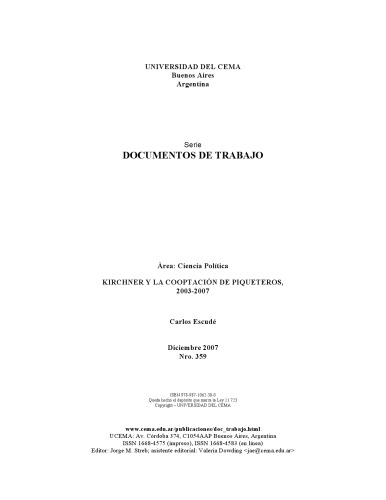 UNIVERSIDAD DEL CEMA
Buenos Aires
Argentina
Serie
DOCUMENTOS DE TRABAJO
Área: Ciencia Política
KIRCHNER Y LA COOPTACIÓN DE PIQUETEROS,
2003-2007
Carlos Escudé
Diciembre 2007
Nro. 359
ISBN 978-987-1062-38-0
Queda hecho el depósito que marca la Ley 11.723
Copyright – UNIVERSIDAD DEL CEMA
www.cema.edu.ar/publicaciones/doc_trabajo.html
UCEMA: Av. Córdoba 374, C1054AAP Buenos Aires, Argentina
ISSN 1668-4575 (impreso), ISSN 1668-4583 (en línea)
Editor: Jorge M. Streb; asistente editorial: Valeria Dowding <jae@cema.edu.ar>